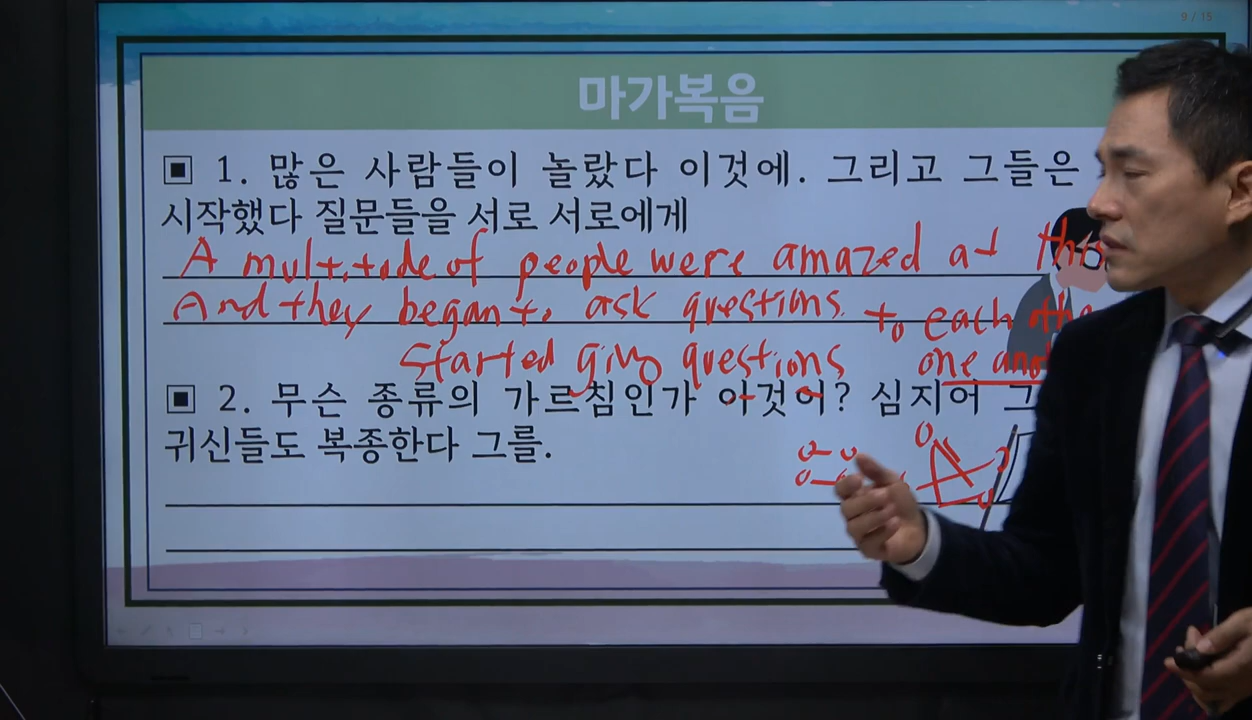 9 / 15
마가복음
▣ 1. 많은 사람들이 놀랐다 이것에. 그리고 그들은
시작했다 질문들을 서로 서로에게
A multitude of people were amazed at this
And they began to ask questions. to each othe
Started giving questions one ano
▣ 2. 무슨 종류의 가르침인가 이것이? 심지어 그
귀신들도 복종한다 그를.